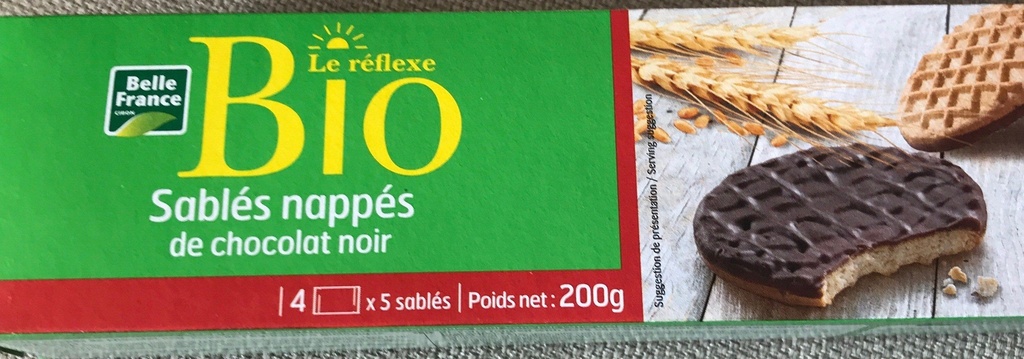 Belle
France
Le réflexe
Bio
Sablés nappés
de chocolat noir
4 x 5 sablés Poids net : 200g
Suggestion de présentation / Serving suggestion